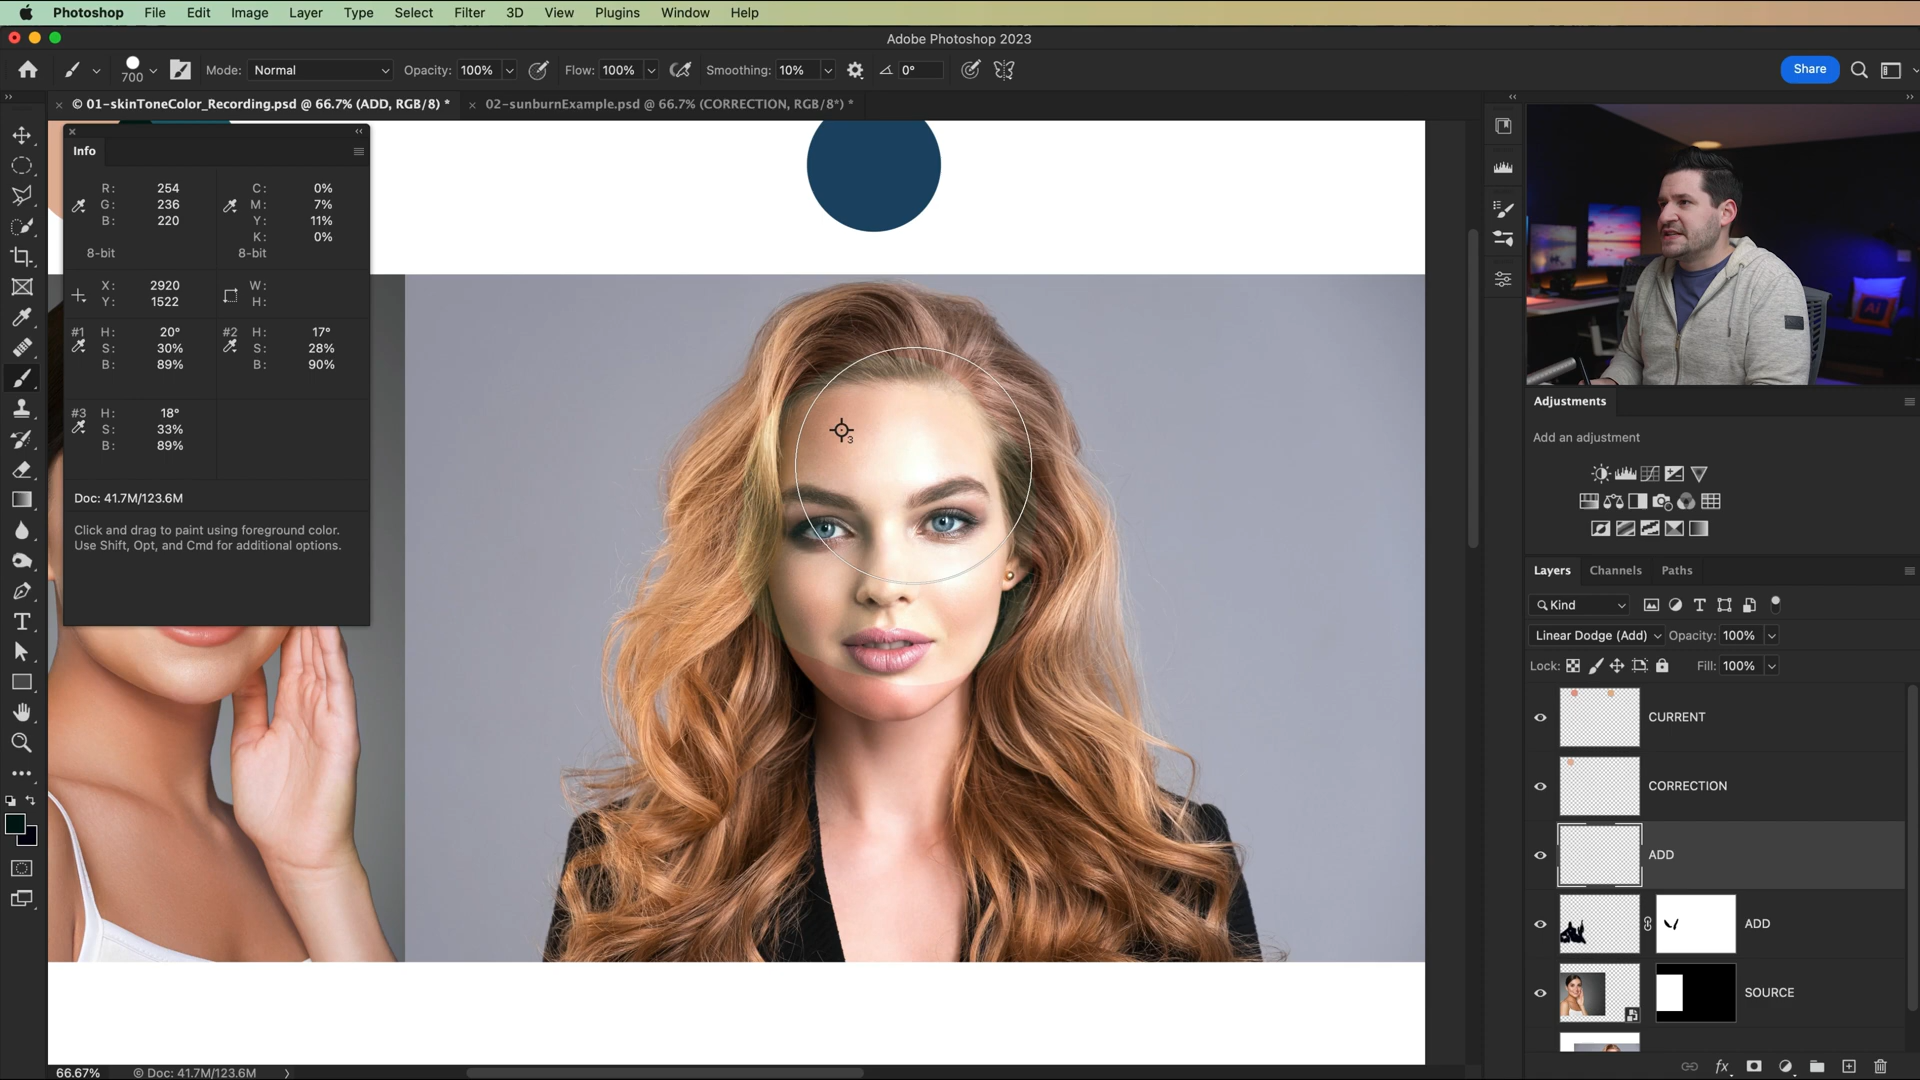 Photoshop File Edit Image Layer Type Select Filter 3D View Plugins Window Help
Adobe Photoshop 2023
700 Mode: Normal Opacity: 100% Flow: 100% Smoothing: 10% 0° Share
© 01-skinToneColor_Recording.psd @ 66.7% (ADD, RGB/8) * 02-sunburnExample.psd @ 66.7% (CORRECTION, RGB/8*) *
Info
R: 254 C: 0%
G: 236 M: 7%
B: 220 Y: 11%
K: 0%
8-bit 8-bit
X: 2920 W:
Y: 1522 H:
#1 H: 20° #2 H: 17°
S: 30% S: 28%
B: 89% B: 90%
#3 H: 18°
S: 33%
B: 89%
Doc: 41.7M/123.6M
Click and drag to paint using foreground color.
Use Shift, Opt, and Cmd for additional options.
3
AI
Adjustments
Add an adjustment
Layers Channels Paths
Kind
Linear Dodge (Add) Opacity: 100%
Lock: Fill: 100%
CURRENT
CORRECTION
ADD
ADD
SOURCE
fx
66.67% © Doc: 41.7M/123.6M